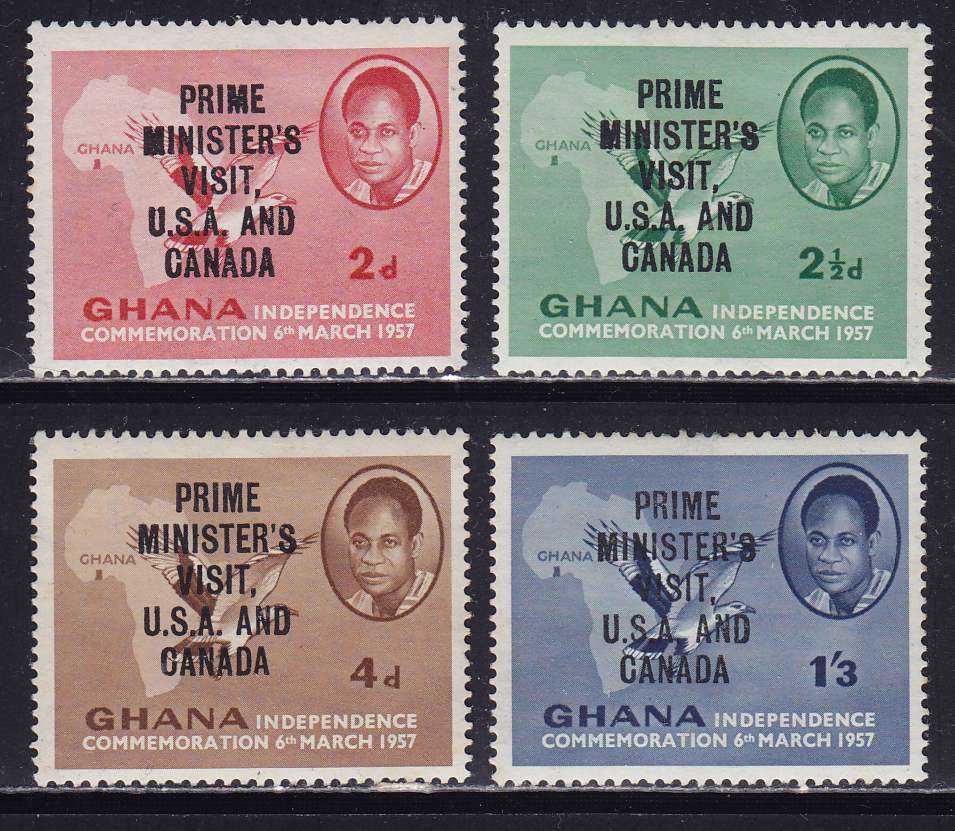 PRIME
MINISTER'S
GHANA
VISIT,
U.S.A. AND
CANADA
2d
GHANA INDEPENDENCE
COMMEMORATION 6th MARCH 1957
PRIME
MINISTER'S
GHANA
VISIT,
U.S.A. AND
CANADA
2½d
GHANA INDEPENDENCE
COMMEMORATION 6th MARCH 1957
PRIME
MINISTER'S
GHANA
VISIT,
U.S.A. AND
CANADA
4d
GHANA INDEPENDENCE
COMMEMORATION 6th MARCH 1957
PRIME
MINISTER'S
GHANA
VISIT,
U.S.A. AND
CANADA
1'3
GHANA INDEPENDENCE
COMMEMORATION 6th MARCH 1957